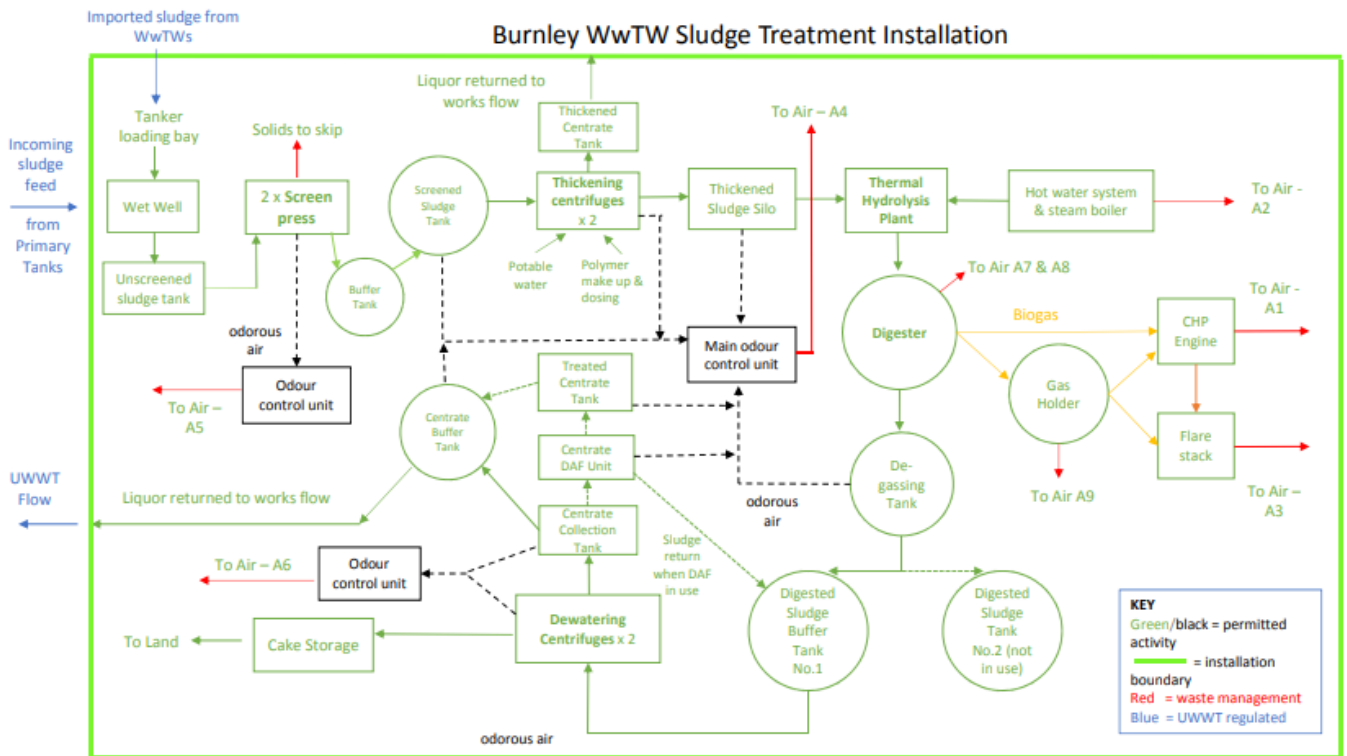 Imported sludge from
WwTWs
Burnley WwTW Sludge Treatment Installation
Incoming
sludge
feed
from
Primary
Tanks
UWWT
Flow
Tanker
loading bay
Wet Well
Unscreened
sludge tank
Solids to skip
2 x Screen
press
Buffer
Tank
odorous
air
Odour
control unit
To Air –
A5
Screened
Sludge
Tank
Liquor returned to
works flow
Thickened
Centrate
Tank
Thickening
centrifuges
x 2
Potable
water
Polymer
make up &
dosing
Thickened
Sludge Silo
To Air – A4
Main odour
control unit
Thermal
Hydrolysis
Plant
Hot water system
& steam boiler
To Air -
A2
To Air A7 & A8
Digester
Biogas
CHP
Engine
To Air -
A1
Gas
Holder
To Air A9
Flare
stack
To Air –
A3
De-
gassing
Tank
odorous
air
Treated
Centrate
Tank
Centrate
DAF Unit
Centrate
Collection
Tank
Centrate
Buffer
Tank
Liquor returned to works flow
Sludge
return
when DAF
in use
To Air – A6
Odour
control unit
Dewatering
Centrifuges x 2
Cake Storage
To Land
Digested
Sludge
Buffer
Tank
No.1
Digested
Sludge
Tank
No.2 (not
in use)
odorous air
KEY
Green/black = permitted
activity
= installation
boundary
Red = waste management
Blue = UWWT regulated